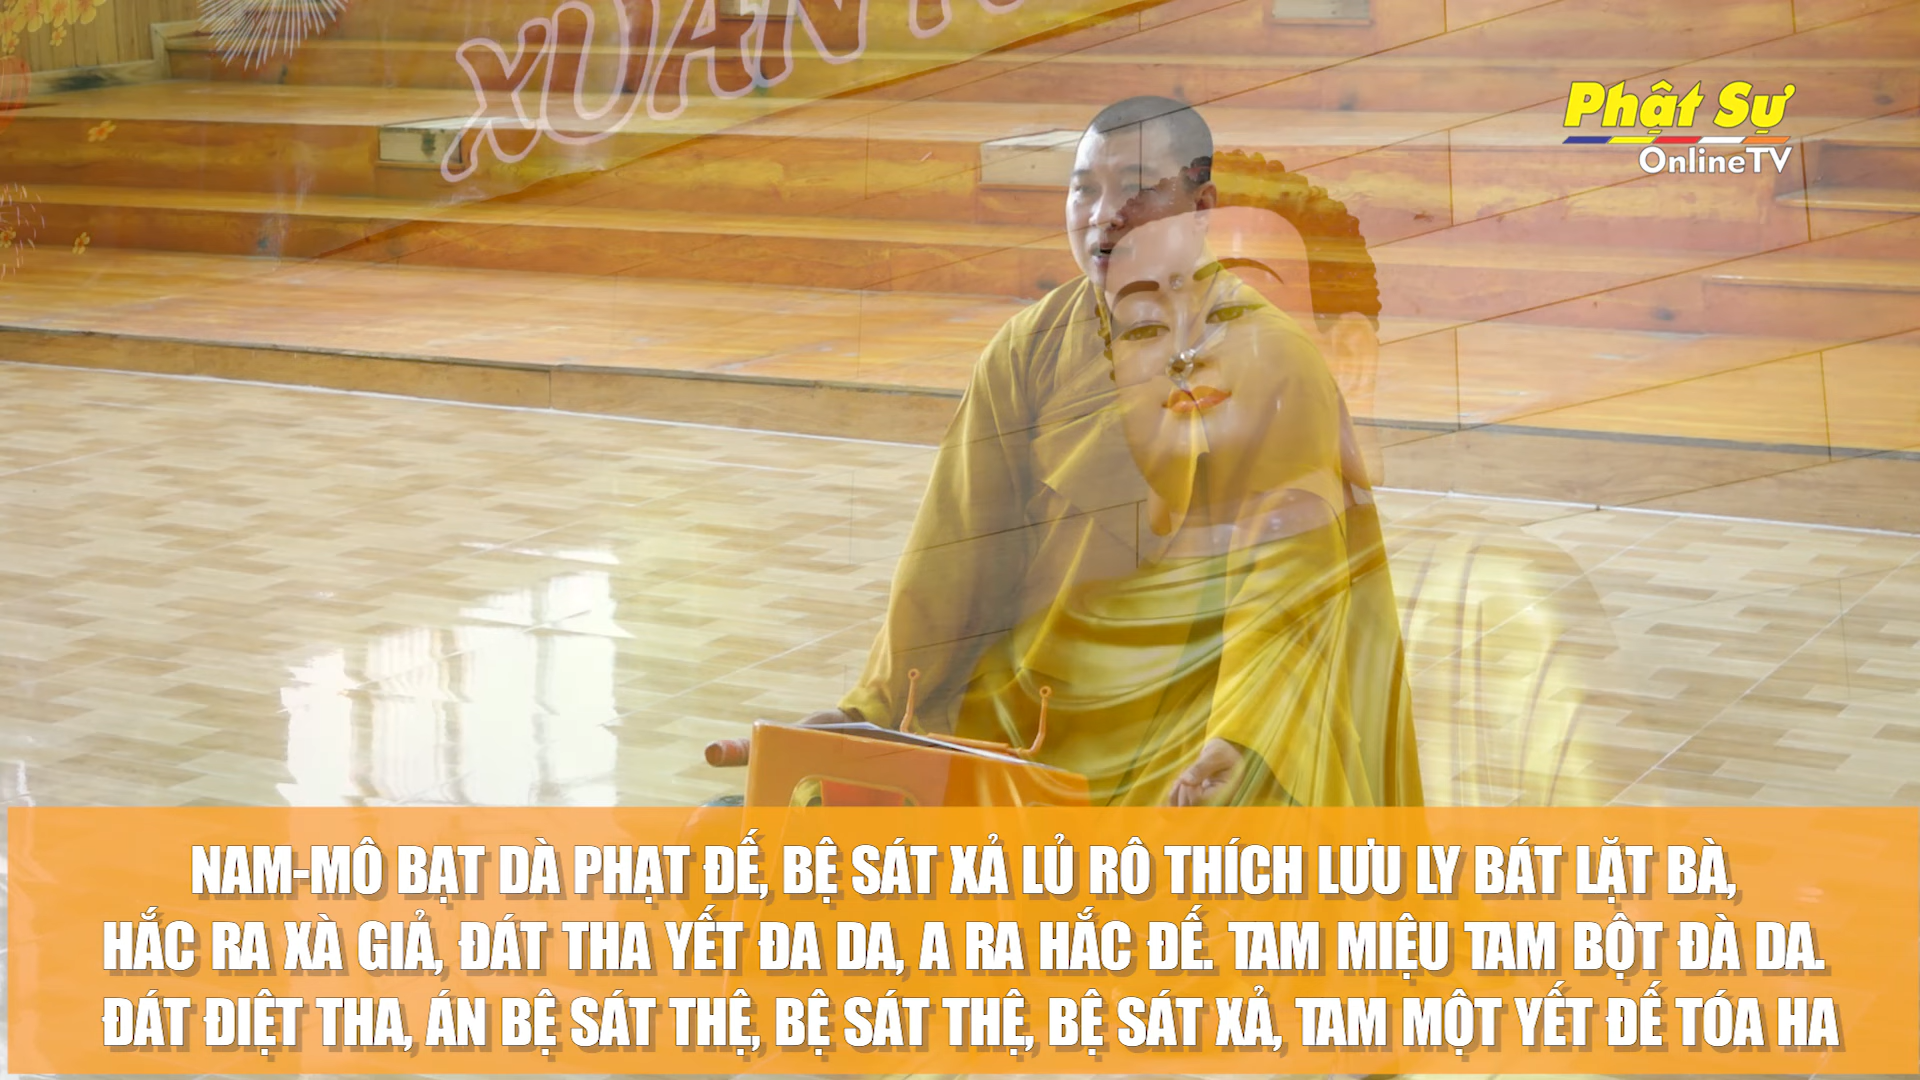 XUÂN
Phật Sự
OnlineTV
NAM-MÔ BẠT DÀ PHẠT ĐẾ, BỆ SÁT XẢ LỦ RÔ THÍCH LƯU LY BÁT LẶT BÀ,
HẮC RA XÀ GIẢ, ĐÁT THA YẾT ĐA DA, A RA HẮC ĐẾ. TAM MIỆU TAM BỘT ĐÀ DA.
ĐÁT ĐIỆT THA, ÁN BỆ SÁT THỆ, BỆ SÁT THỆ, BỆ SÁT XẢ, TAM MỘT YẾT ĐẾ TÓA HA